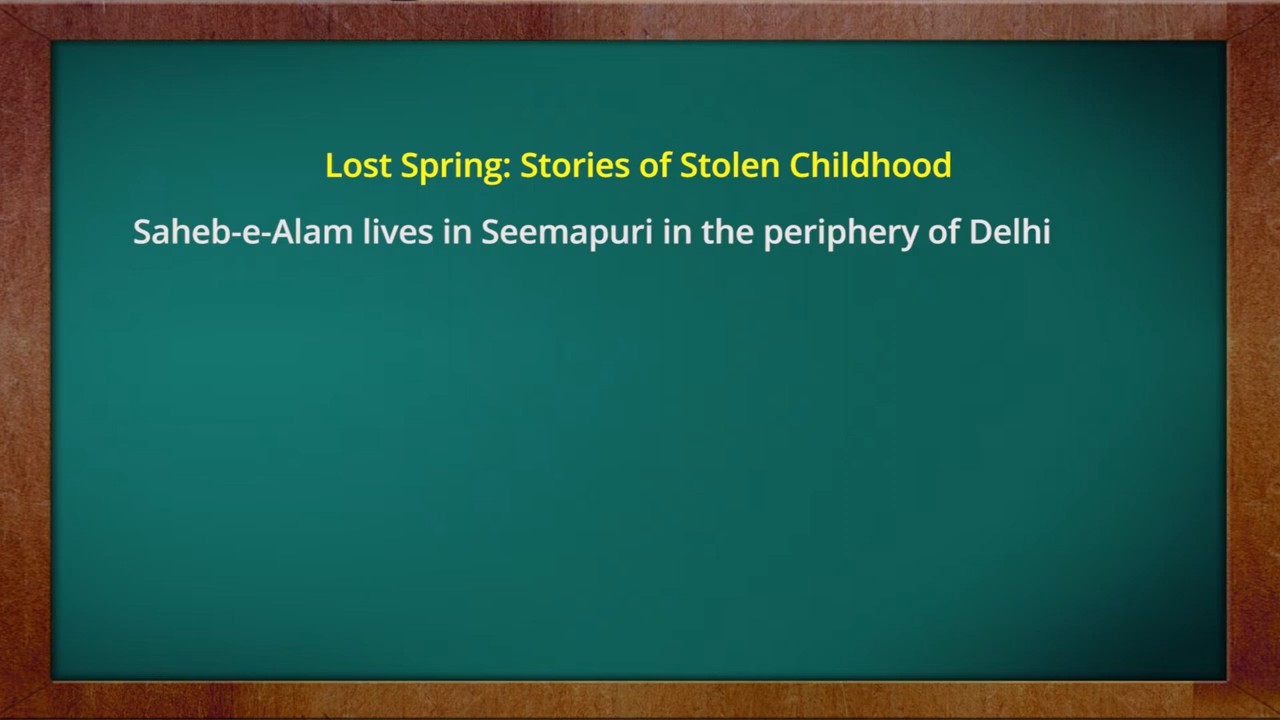 Lost Spring: Stories of Stolen Childhood
Saheb-e-Alam lives in Seemapuri in the periphery of Delhi